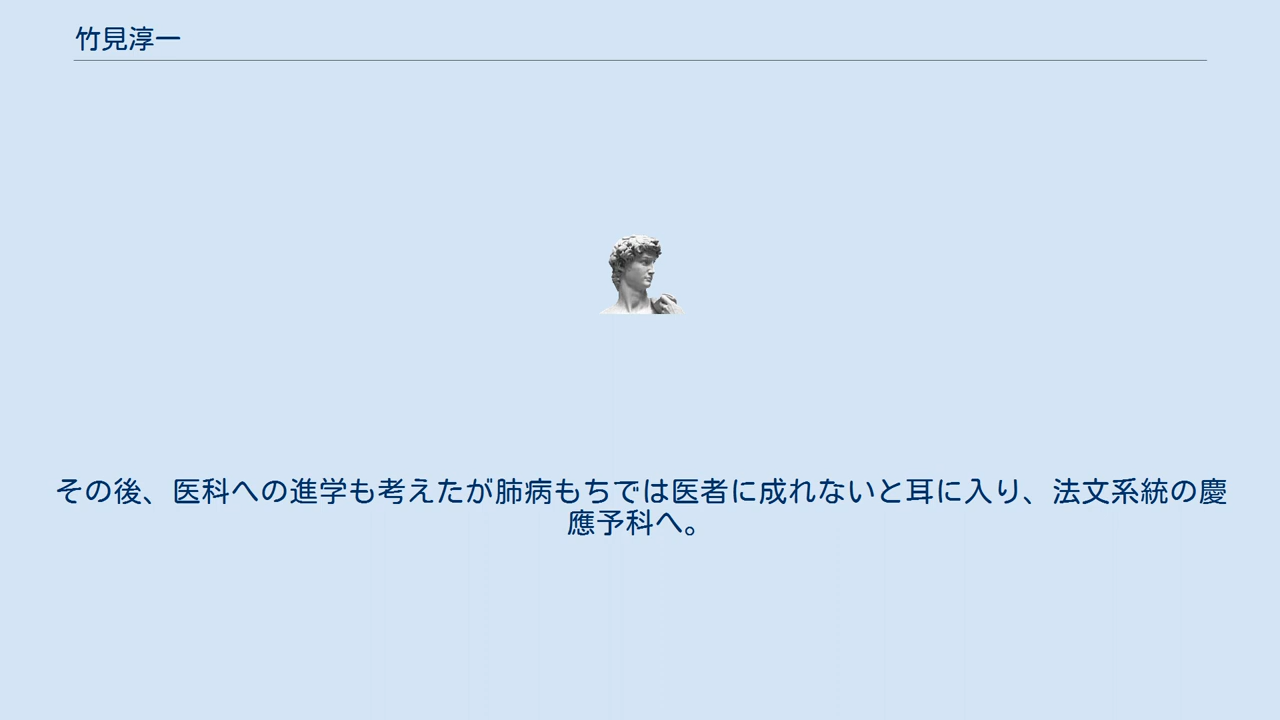 竹見淳一
その後、医科への進学も考えたが肺病もちでは医者に成れないと耳に入り、法文系統の慶
應予科へ。